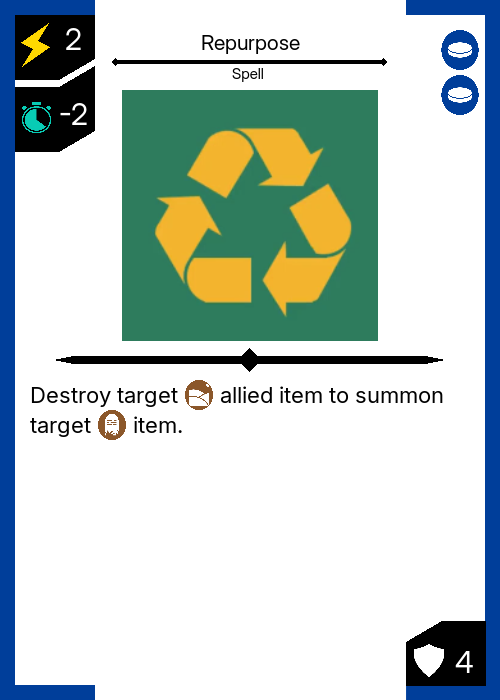 2
Repurpose
Spell
-2
Destroy target allied item to summon
target item.
4